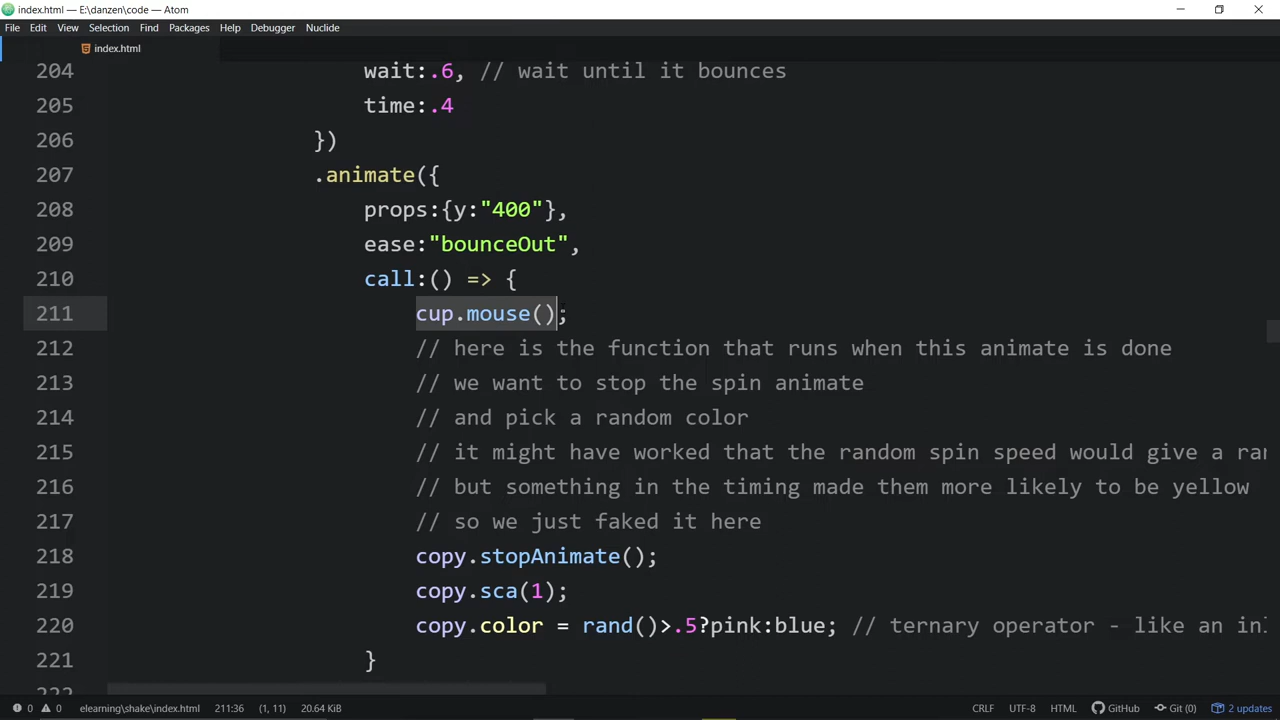 index.html — E:\danzen\code — Atom
File Edit View Selection Find Packages Help Debugger Nuclide
index.html
204 wait:.6, // wait until it bounces
205 time:.4
206 })
207 .animate({
208 props:{y:"400"},
209 ease:"bounceOut",
210 call:() => {
211 cup.mouse();
212 // here is the function that runs when this animate is done
213 // we want to stop the spin animate
214 // and pick a random color
215 // it might have worked that the random spin speed would give a ran
216 // but something in the timing made them more likely to be yellow
217 // so we just faked it here
218 copy.stopAnimate();
219 copy.sca(1);
220 copy.color = rand()>.5?pink:blue; // ternary operator - like an inl
221 }
0 0 elearning\shake\index.html 211:36 (1, 11) 20.64 KiB CRLF UTF-8 HTML GitHub Git (0) 2 updates